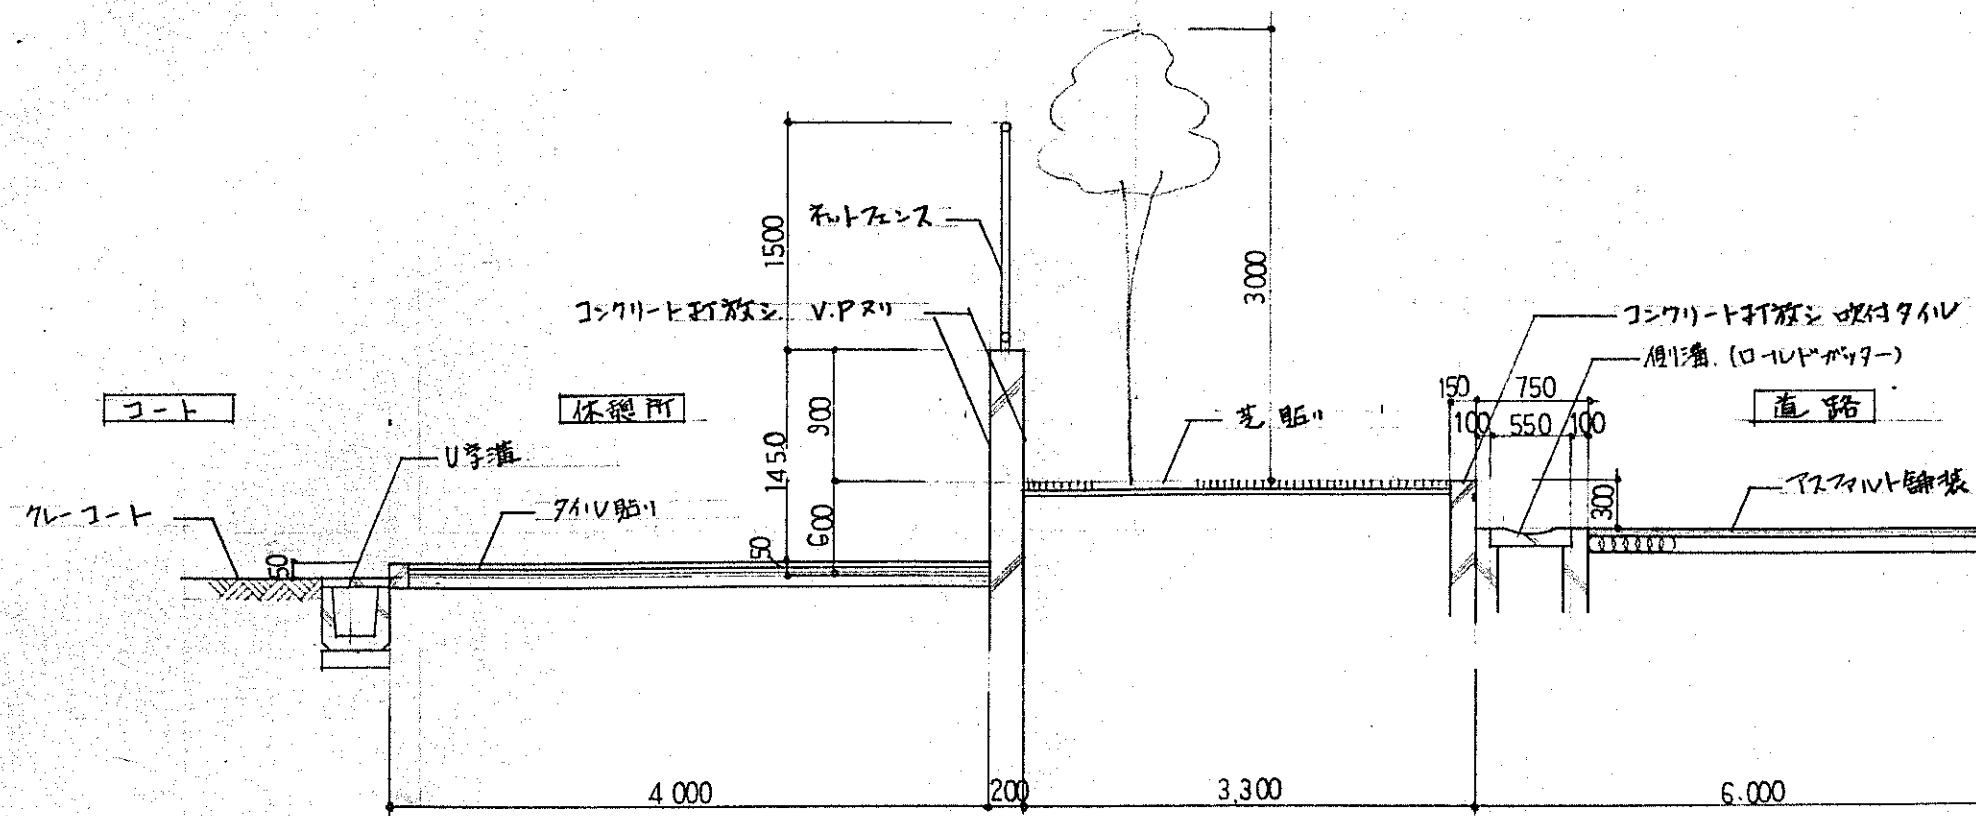 1500
ネットフェンス
3000
コンクリート打放シ V.Pヌリ
コンクリート打放シ 吹付タイル
側溝.(ロールドガッター)
コート
休憩所
900
1450
芝貼り
150
750
100
550
100
道路
U字溝
クレーコート
タイル貼り
50
50
600
300
アスファルト舗装
4 000
200
3,300
6.000